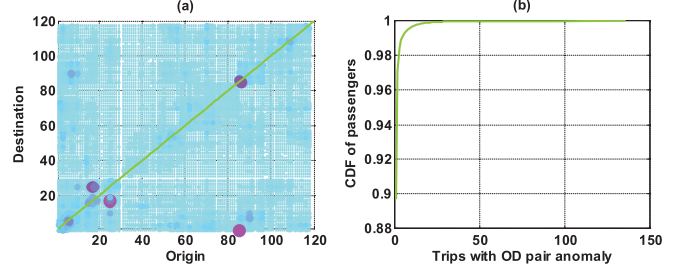 (a)
Destination
120
100
80
60
40
20
20 40 60 80 100 120
Origin
(b)
CDF of passengers
1
0.98
0.96
0.94
0.92
0.9
0.88
0 50 100 150
Trips with OD pair anomaly